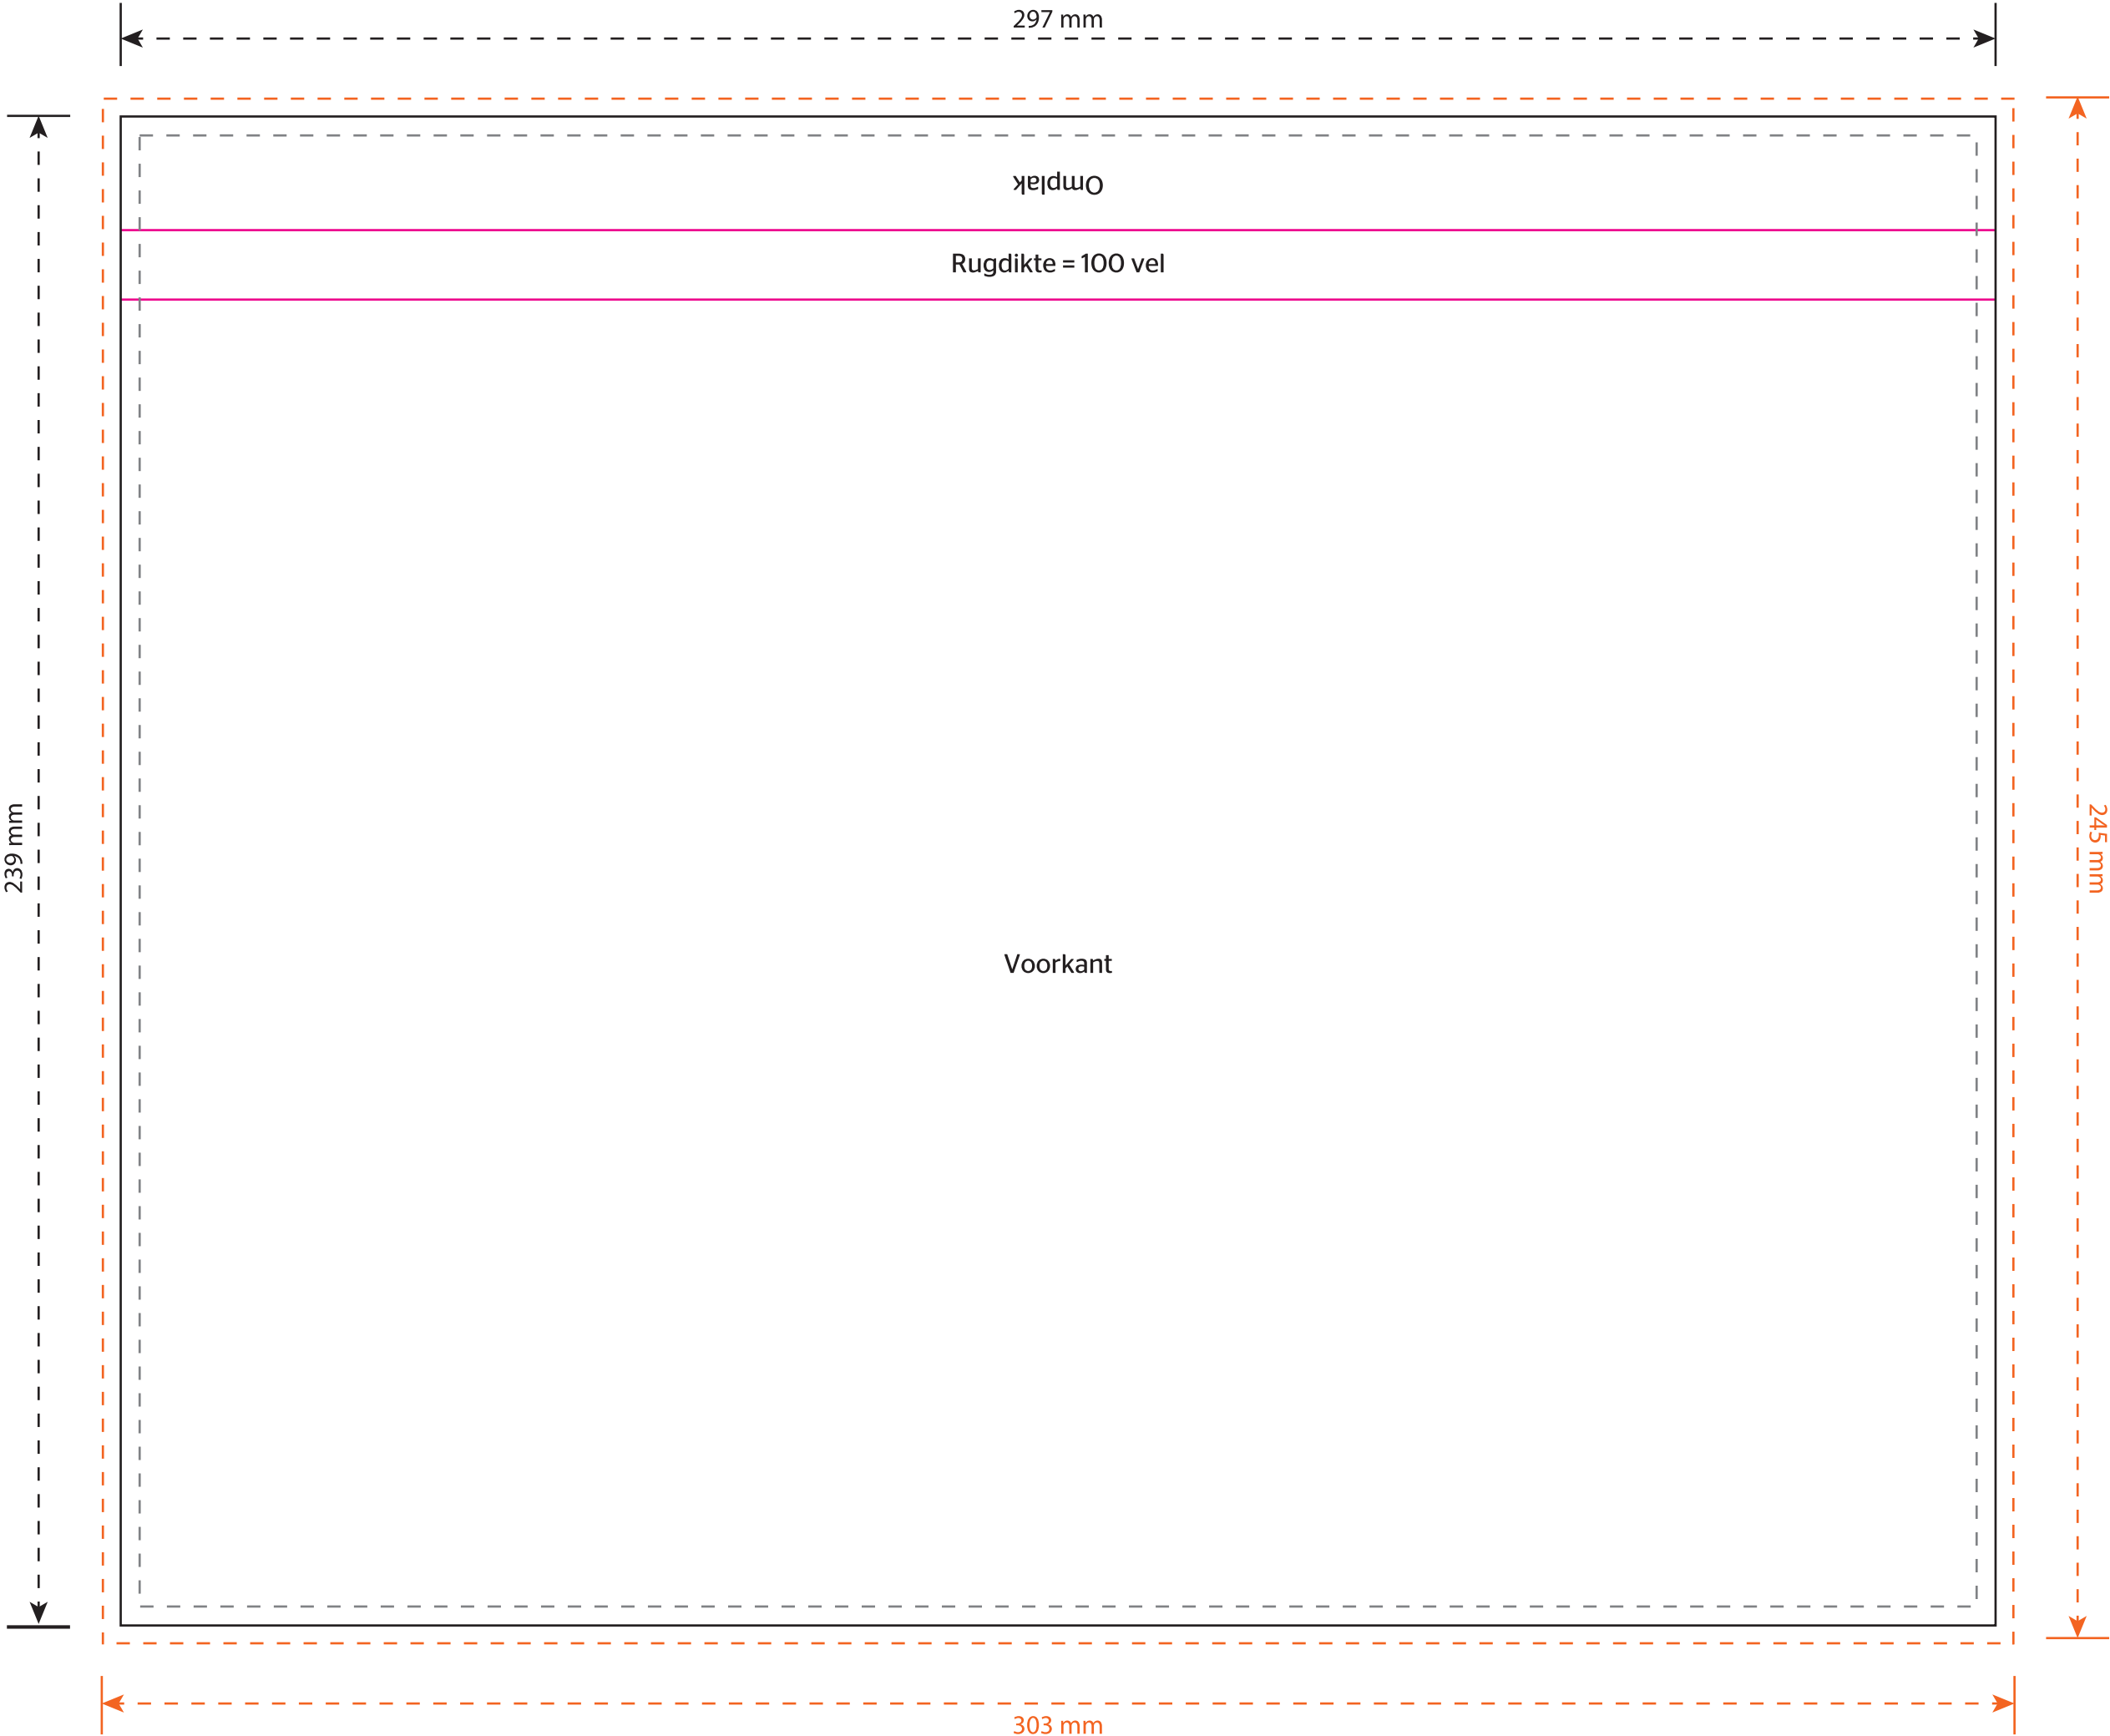 297 mm
Omplak
Rugdikte = 100 vel
239 mm
245 mm
Voorkant
303 mm